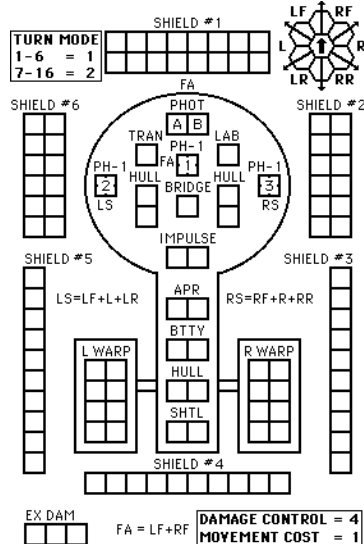 LF RF
SHIELD #1
TURN MODE
1-6 = 1
7-16 = 2
L R
LR RR
FA
SHIELD #6
PHOT
SHIELD #2
A B
TRAN
PH-1
LAB
FA 1
PH-1
HULL
HULL
PH-1
2
BRIDGE
3
LS
RS
IMPULSE
SHIELD #5
SHIELD #3
APR
LS=LF+L+LR
RS=RF+R+RR
BTTY
L WARP
R WARP
HULL
SHTL
SHIELD #4
EX DAM
FA = LF+RF
DAMAGE CONTROL = 4
MOVEMENT COST = 1